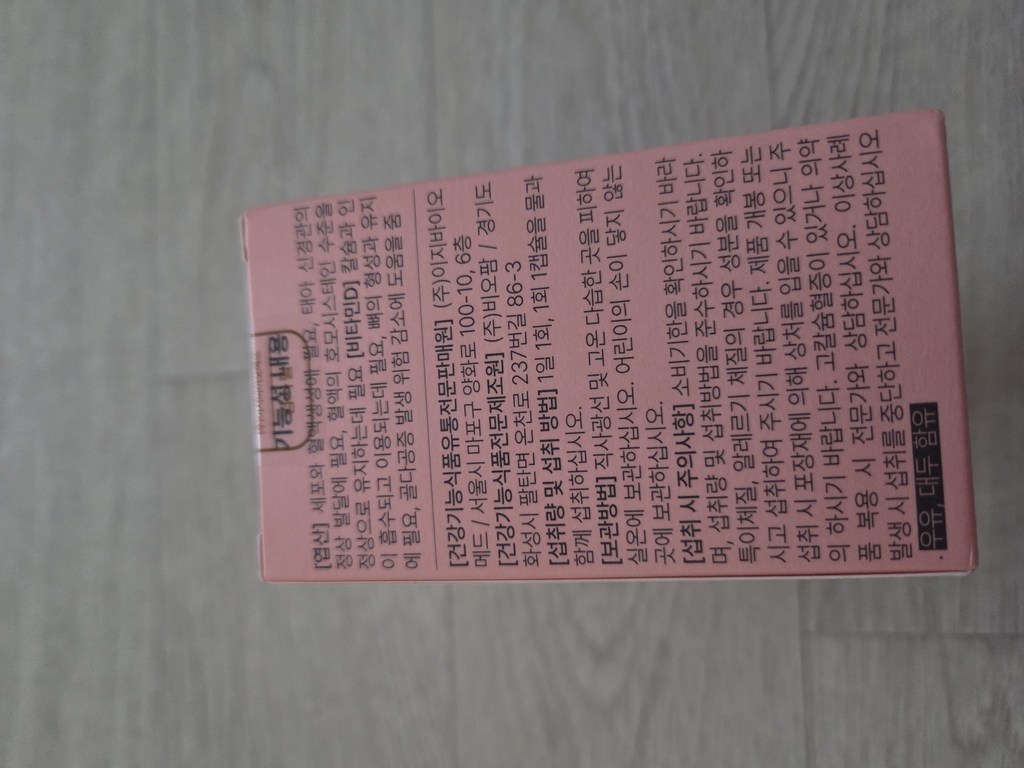 기능성 내용
[엽산] 세포와 혈액생성에 필요, 태아 신경관의
정상 발달에 필요, 혈액의 호모시스테인 수준을
정상으로 유지하는데 필요 [비타민D] 칼슘과 인
이 흡수되고 이용되는데 필요, 뼈의 형성과 유지
에 필요, 골다공증 발생 위험 감소에 도움을 줌
[건강기능식품유통전문판매원] (주)이지바이오
메드 / 서울시 마포구 양화로 100-10, 6층
[건강기능식품전문제조원] (주)비오팜 / 경기도
화성시 팔탄면 온천로 237번길 86-3
[섭취량 및 섭취 방법] 1일 1회, 1회 1캡슐을 물과
함께 섭취하십시오.
[보관방법] 직사광선 및 고온 다습한 곳을 피하여
실온에 보관하십시오. 어린이의 손이 닿지 않는
곳에 보관하십시오.
[섭취 시 주의사항] 소비기한을 확인하시기 바라
며, 섭취량 및 섭취방법을 준수하시기 바랍니다.
특이체질, 알레르기 체질의 경우 성분을 확인하
시고 섭취하여 주시기 바랍니다. 제품 개봉 또는
섭취 시 포장재에 의해 상처를 입을 수 있으니 주
의 하시기 바랍니다. 고칼슘혈증이 있거나 의약
품 복용 시 전문가와 상담하십시오. 이상사례
발생 시 섭취를 중단하고 전문가와 상담하십시오
우유, 대두 함유